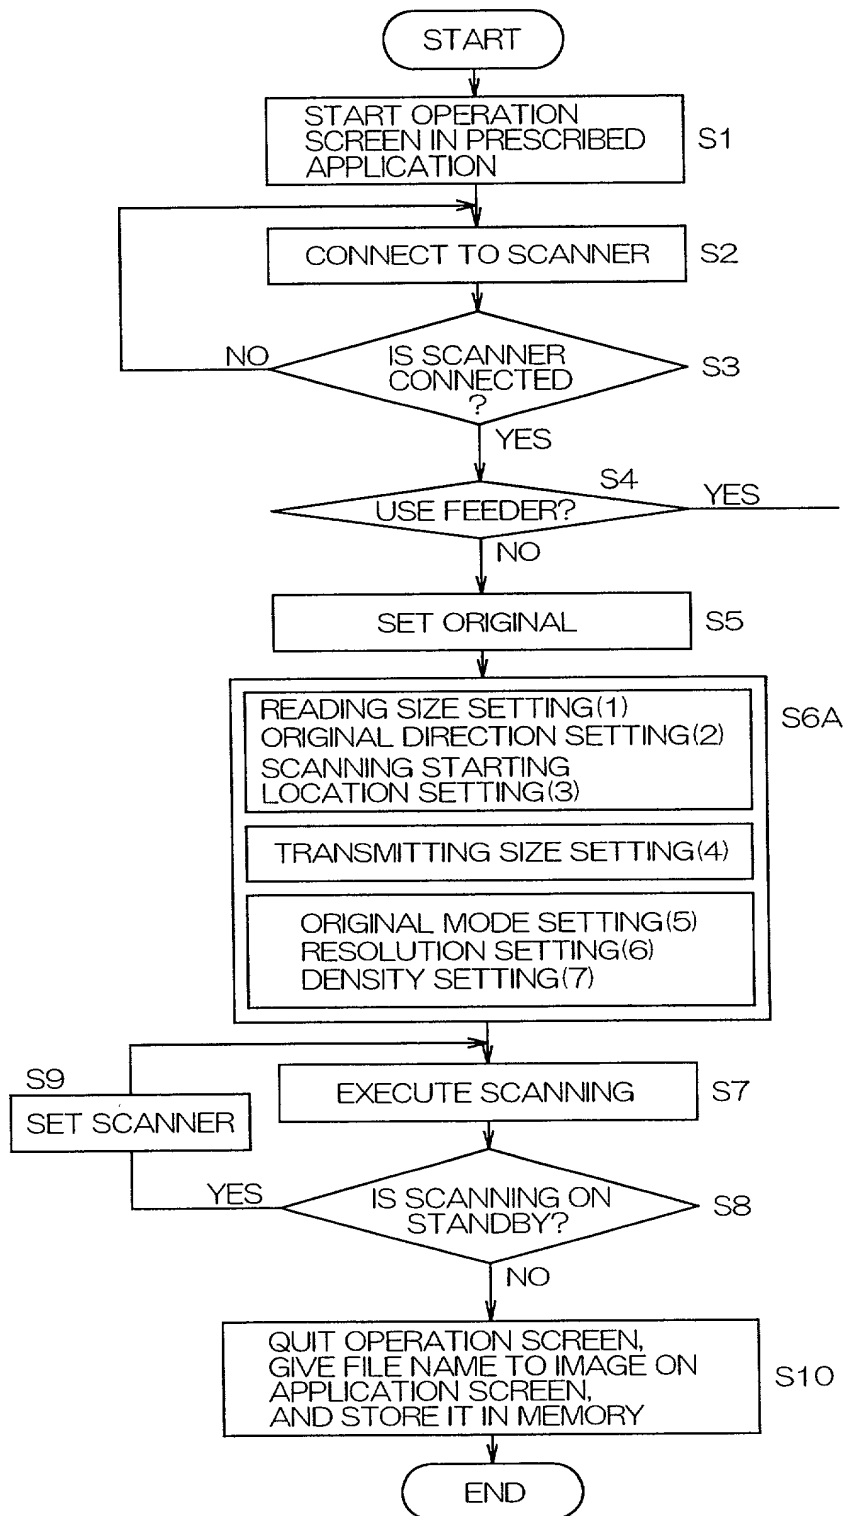 START
START OPERATION
SCREEN IN PRESCRIBED
APPLICATION
S1
CONNECT TO SCANNER
S2
NO
IS SCANNER
CONNECTED
?
S3
YES
S4
USE FEEDER?
YES
NO
SET ORIGINAL
S5
READING SIZE SETTING(1)
ORIGINAL DIRECTION SETTING(2)
SCANNING STARTING
LOCATION SETTING(3)
S6A
TRANSMITTING SIZE SETTING(4)
ORIGINAL MODE SETTING(5)
RESOLUTION SETTING(6)
DENSITY SETTING(7)
S9
SET SCANNER
EXECUTE SCANNING
S7
YES
IS SCANNING ON
STANDBY?
S8
NO
QUIT OPERATION SCREEN,
GIVE FILE NAME TO IMAGE ON
APPLICATION SCREEN,
AND STORE IT IN MEMORY
S10
END